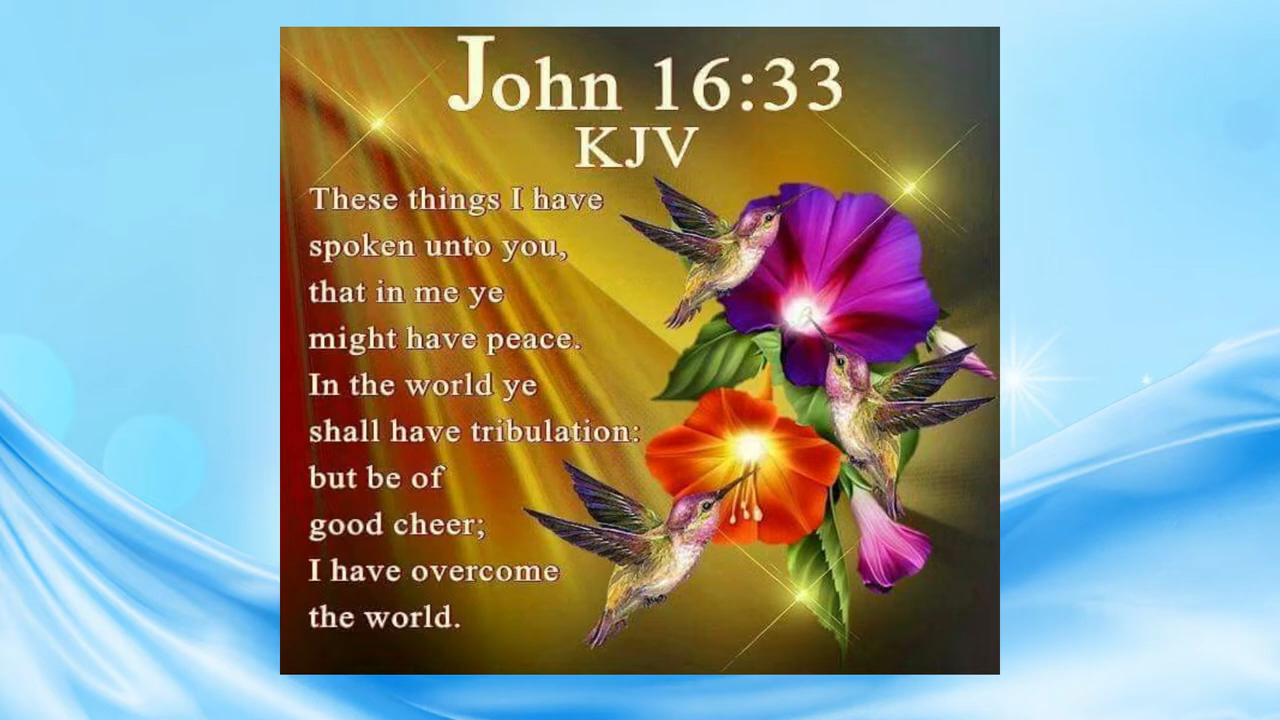 John 16:33
KJV
These things I have
spoken unto you,
that in me ye
might have peace.
In the world ye
shall have tribulation:
but be of
good cheer;
I have overcome
the world.